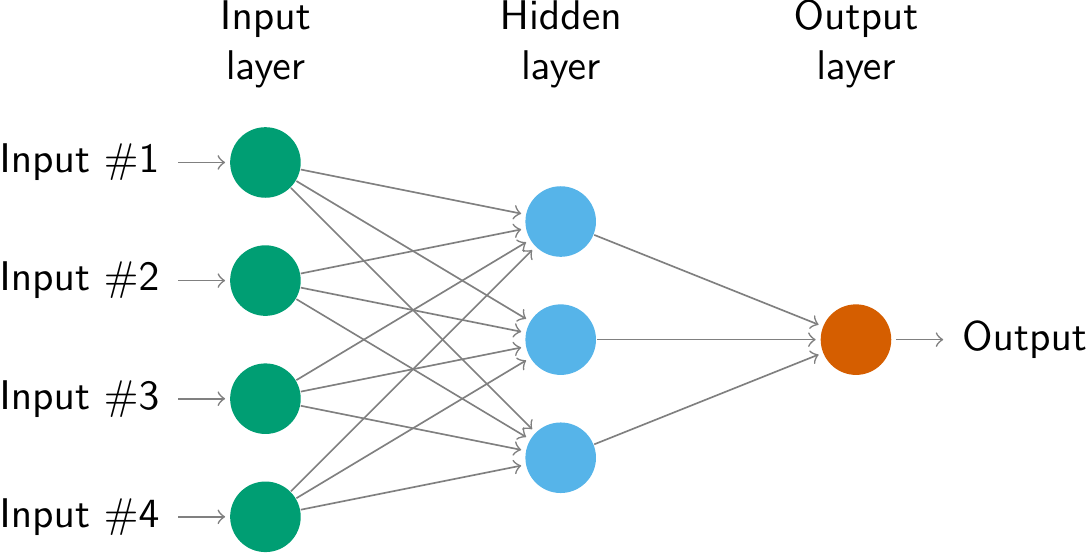 Input
layer
Hidden
layer
Output
layer
Input #1
Input #2
Input #3
Input #4
Output